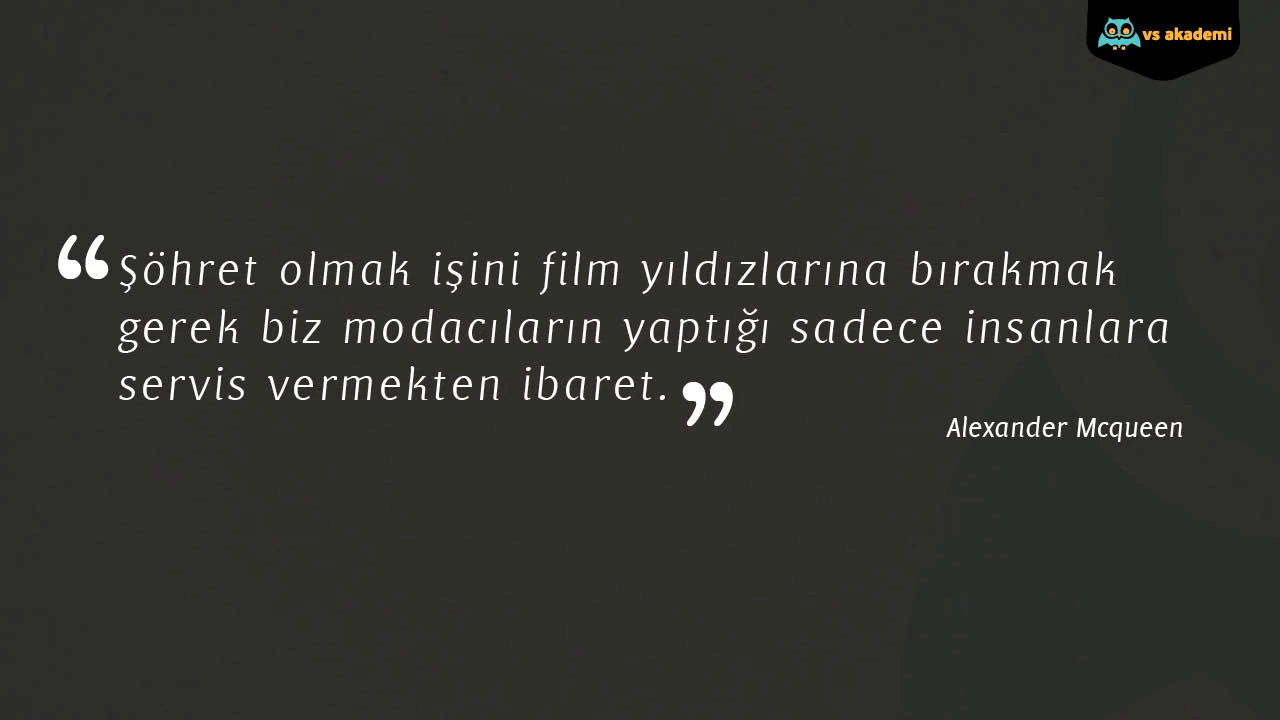 vs akademi
“Şöhret olmak işini film yıldızlarına bırakmak
gerek biz modacıların yaptığı sadece insanlara
servis vermekten ibaret.”
Alexander Mcqueen